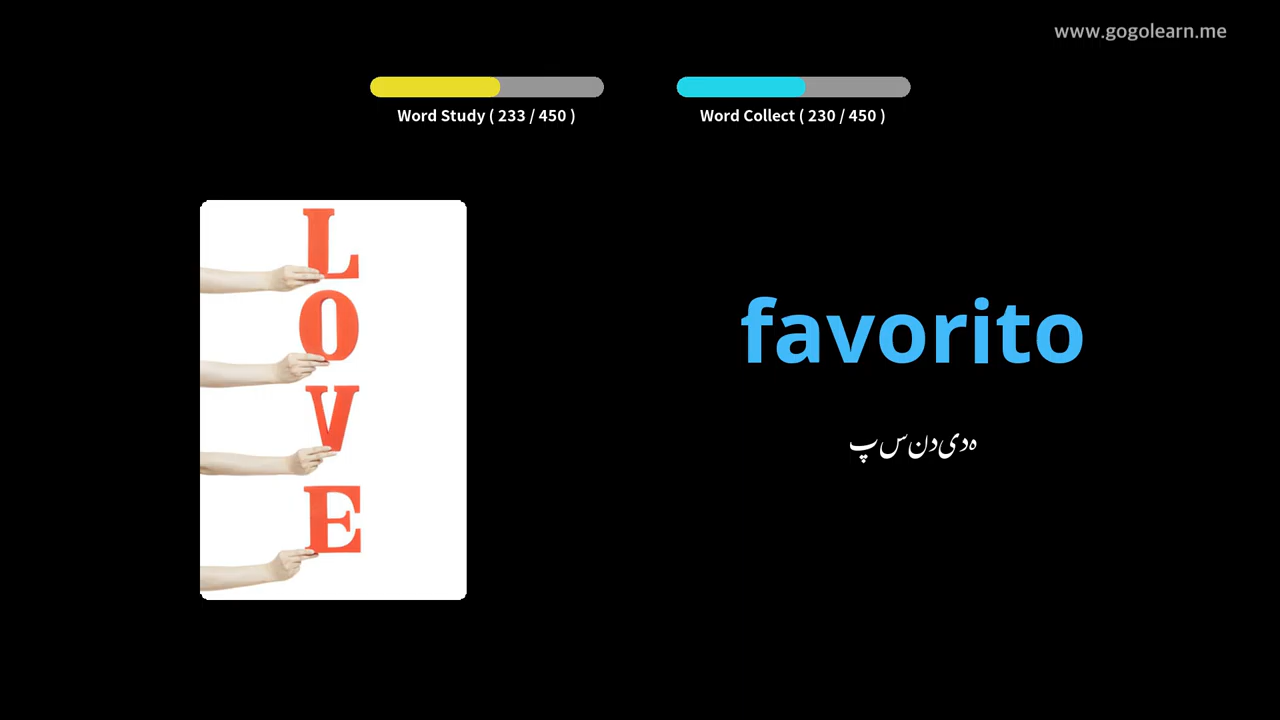 www.gogolearn.me
Word Study ( 233 / 450 )
Word Collect ( 230 / 450 )
L
O
V
E
favorito
پسندیدہ